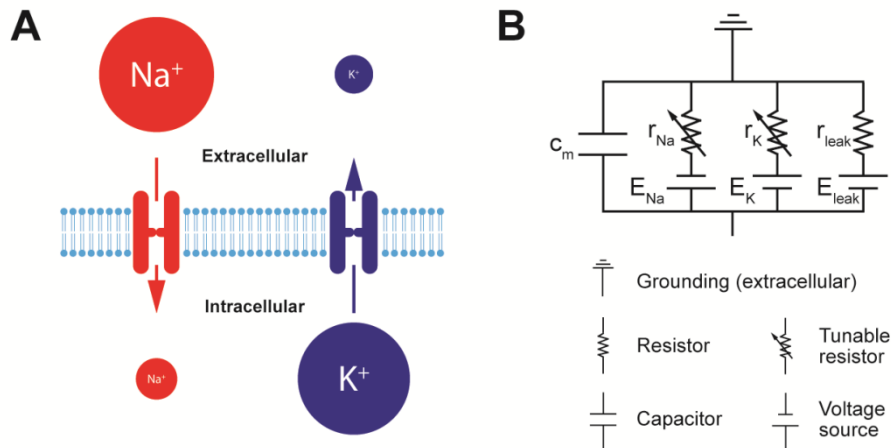 A
Na⁺
K⁺
Extracellular
Intracellular
Na⁺
K⁺
B
cm
rNa
rK
rleak
ENa
EK
Eleak
Grounding (extracellular)
Resistor
Tunable
resistor
Capacitor
Voltage
source